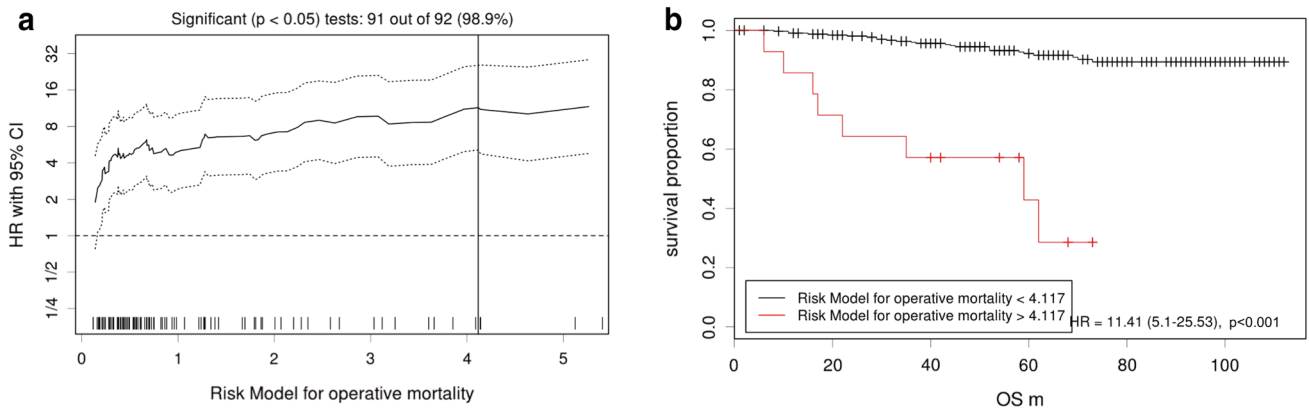 a
Significant (p < 0.05) tests: 91 out of 92 (98.9%)
HR with 95% CI
32
16
8
4
2
1
1/2
1/4
0 1 2 3 4 5
Risk Model for operative mortality
b
survival proportion
1.0
0.8
0.6
0.4
0.2
0.0
Risk Model for operative mortality < 4.117
Risk Model for operative mortality > 4.117
HR = 11.41 (5.1-25.53), p<0.001
0 20 40 60 80 100
OS m